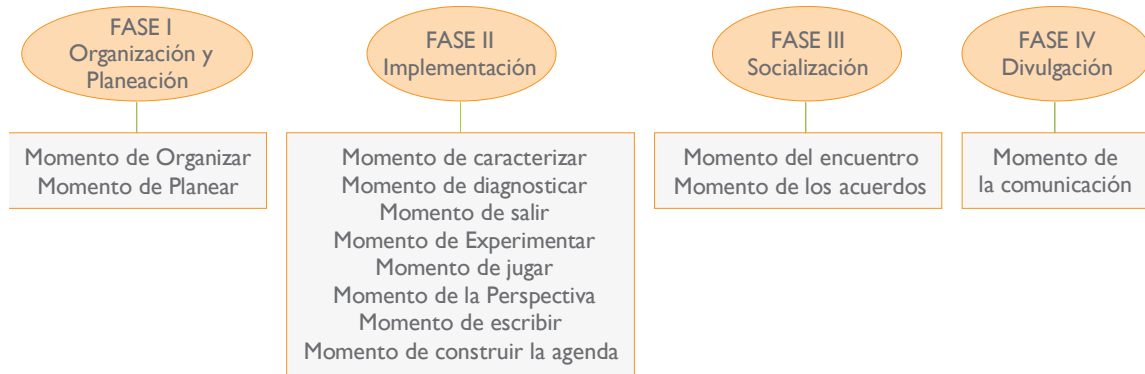 FASE I
Organización y
Planeación
Momento de Organizar
Momento de Planear
FASE II
Implementación
Momento de caracterizar
Momento de diagnosticar
Momento de salir
Momento de Experimentar
Momento de jugar
Momento de la Perspectiva
Momento de escribir
Momento de construir la agenda
FASE III
Socialización
Momento del encuentro
Momento de los acuerdos
FASE IV
Divulgación
Momento de
la comunicación